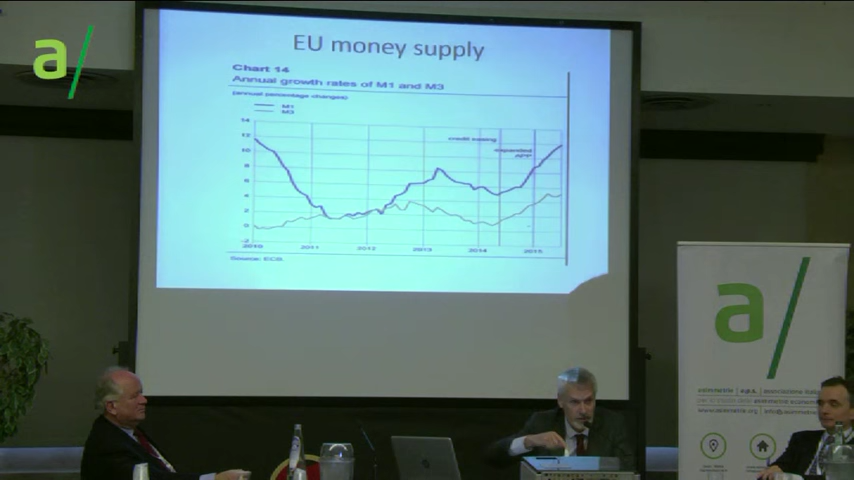 a/
EU money supply
Chart 14
Annual growth rates of M1 and M3
(annual percentage changes)
M1
M3
14
12
10
8
6
4
2
0
-2
credit easing
expanded
APP
2010
2011
2012
2013
2014
2015
Source: ECB.
a/